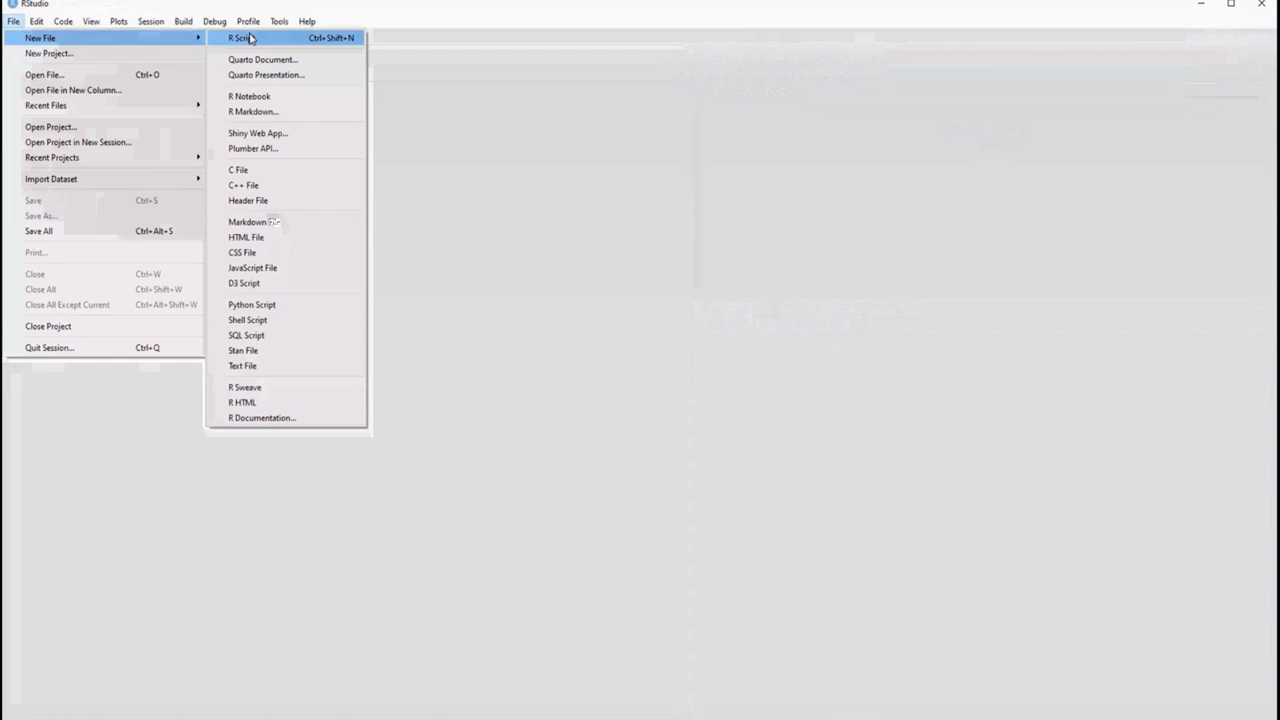 RStudio
File Edit Code View Plots Session Build Debug Profile Tools Help
New File
New Project...
Open File... Ctrl+O
Open File in New Column...
Recent Files
Open Project...
Open Project in New Session...
Recent Projects
Import Dataset
Save Ctrl+S
Save As...
Save All Ctrl+Alt+S
Print...
Close Ctrl+W
Close All Ctrl+Shift+W
Close All Except Current Ctrl+Alt+Shift+W
Close Project
Quit Session... Ctrl+Q
R Script Ctrl+Shift+N
Quarto Document...
Quarto Presentation...
R Notebook
R Markdown...
Shiny Web App...
Plumber API...
C File
C++ File
Header File
Markdown File
HTML File
CSS File
JavaScript File
D3 Script
Python Script
Shell Script
SQL Script
Stan File
Text File
R Sweave
R HTML
R Documentation...